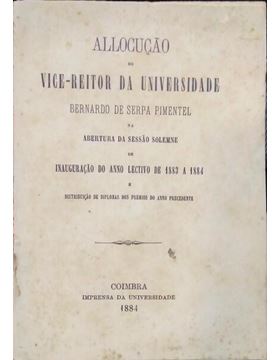 ALLOCUÇÃO
DO
VICE-REITOR DA UNIVERSIDADE
BERNARDO DE SERPA PIMENTEL
NA
ABERTURA DA SESSÃO SOLEMNE
DE
INAUGURAÇÃO DO ANNO LECTIVO DE 1883 A 1884
E
DISTRIBUIÇÃO DE DIPLOMAS DOS PREMIOS DO ANNO PRECEDENTE
COIMBRA
IMPRENSA DA UNIVERSIDADE
1884